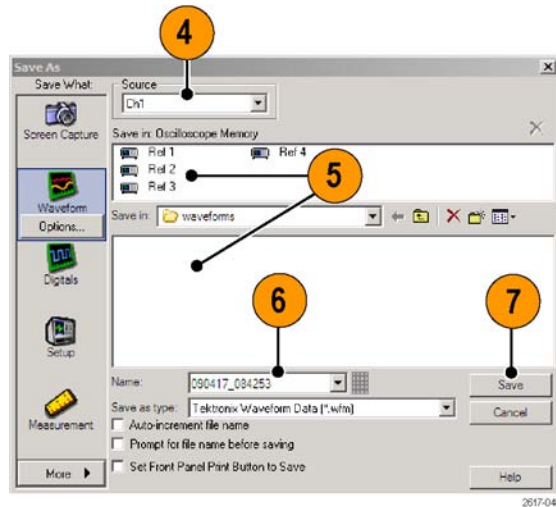 4
Save As
Save What:
Source
Ch1
Screen Capture
Save in: Oscilloscope Memory
Ref 1
Ref 4
Ref 2
Ref 3
5
Waveform
Options...
Save in:
waveforms
Digitals
6
7
Setup
Name:
090417_084253
Save
Save as type:
Tektronix Waveform Data (*.wfm)
Cancel
Measurement
Auto-increment file name
Prompt for file name before saving
Set Front Panel Print Button to Save
More
Help
2617-04